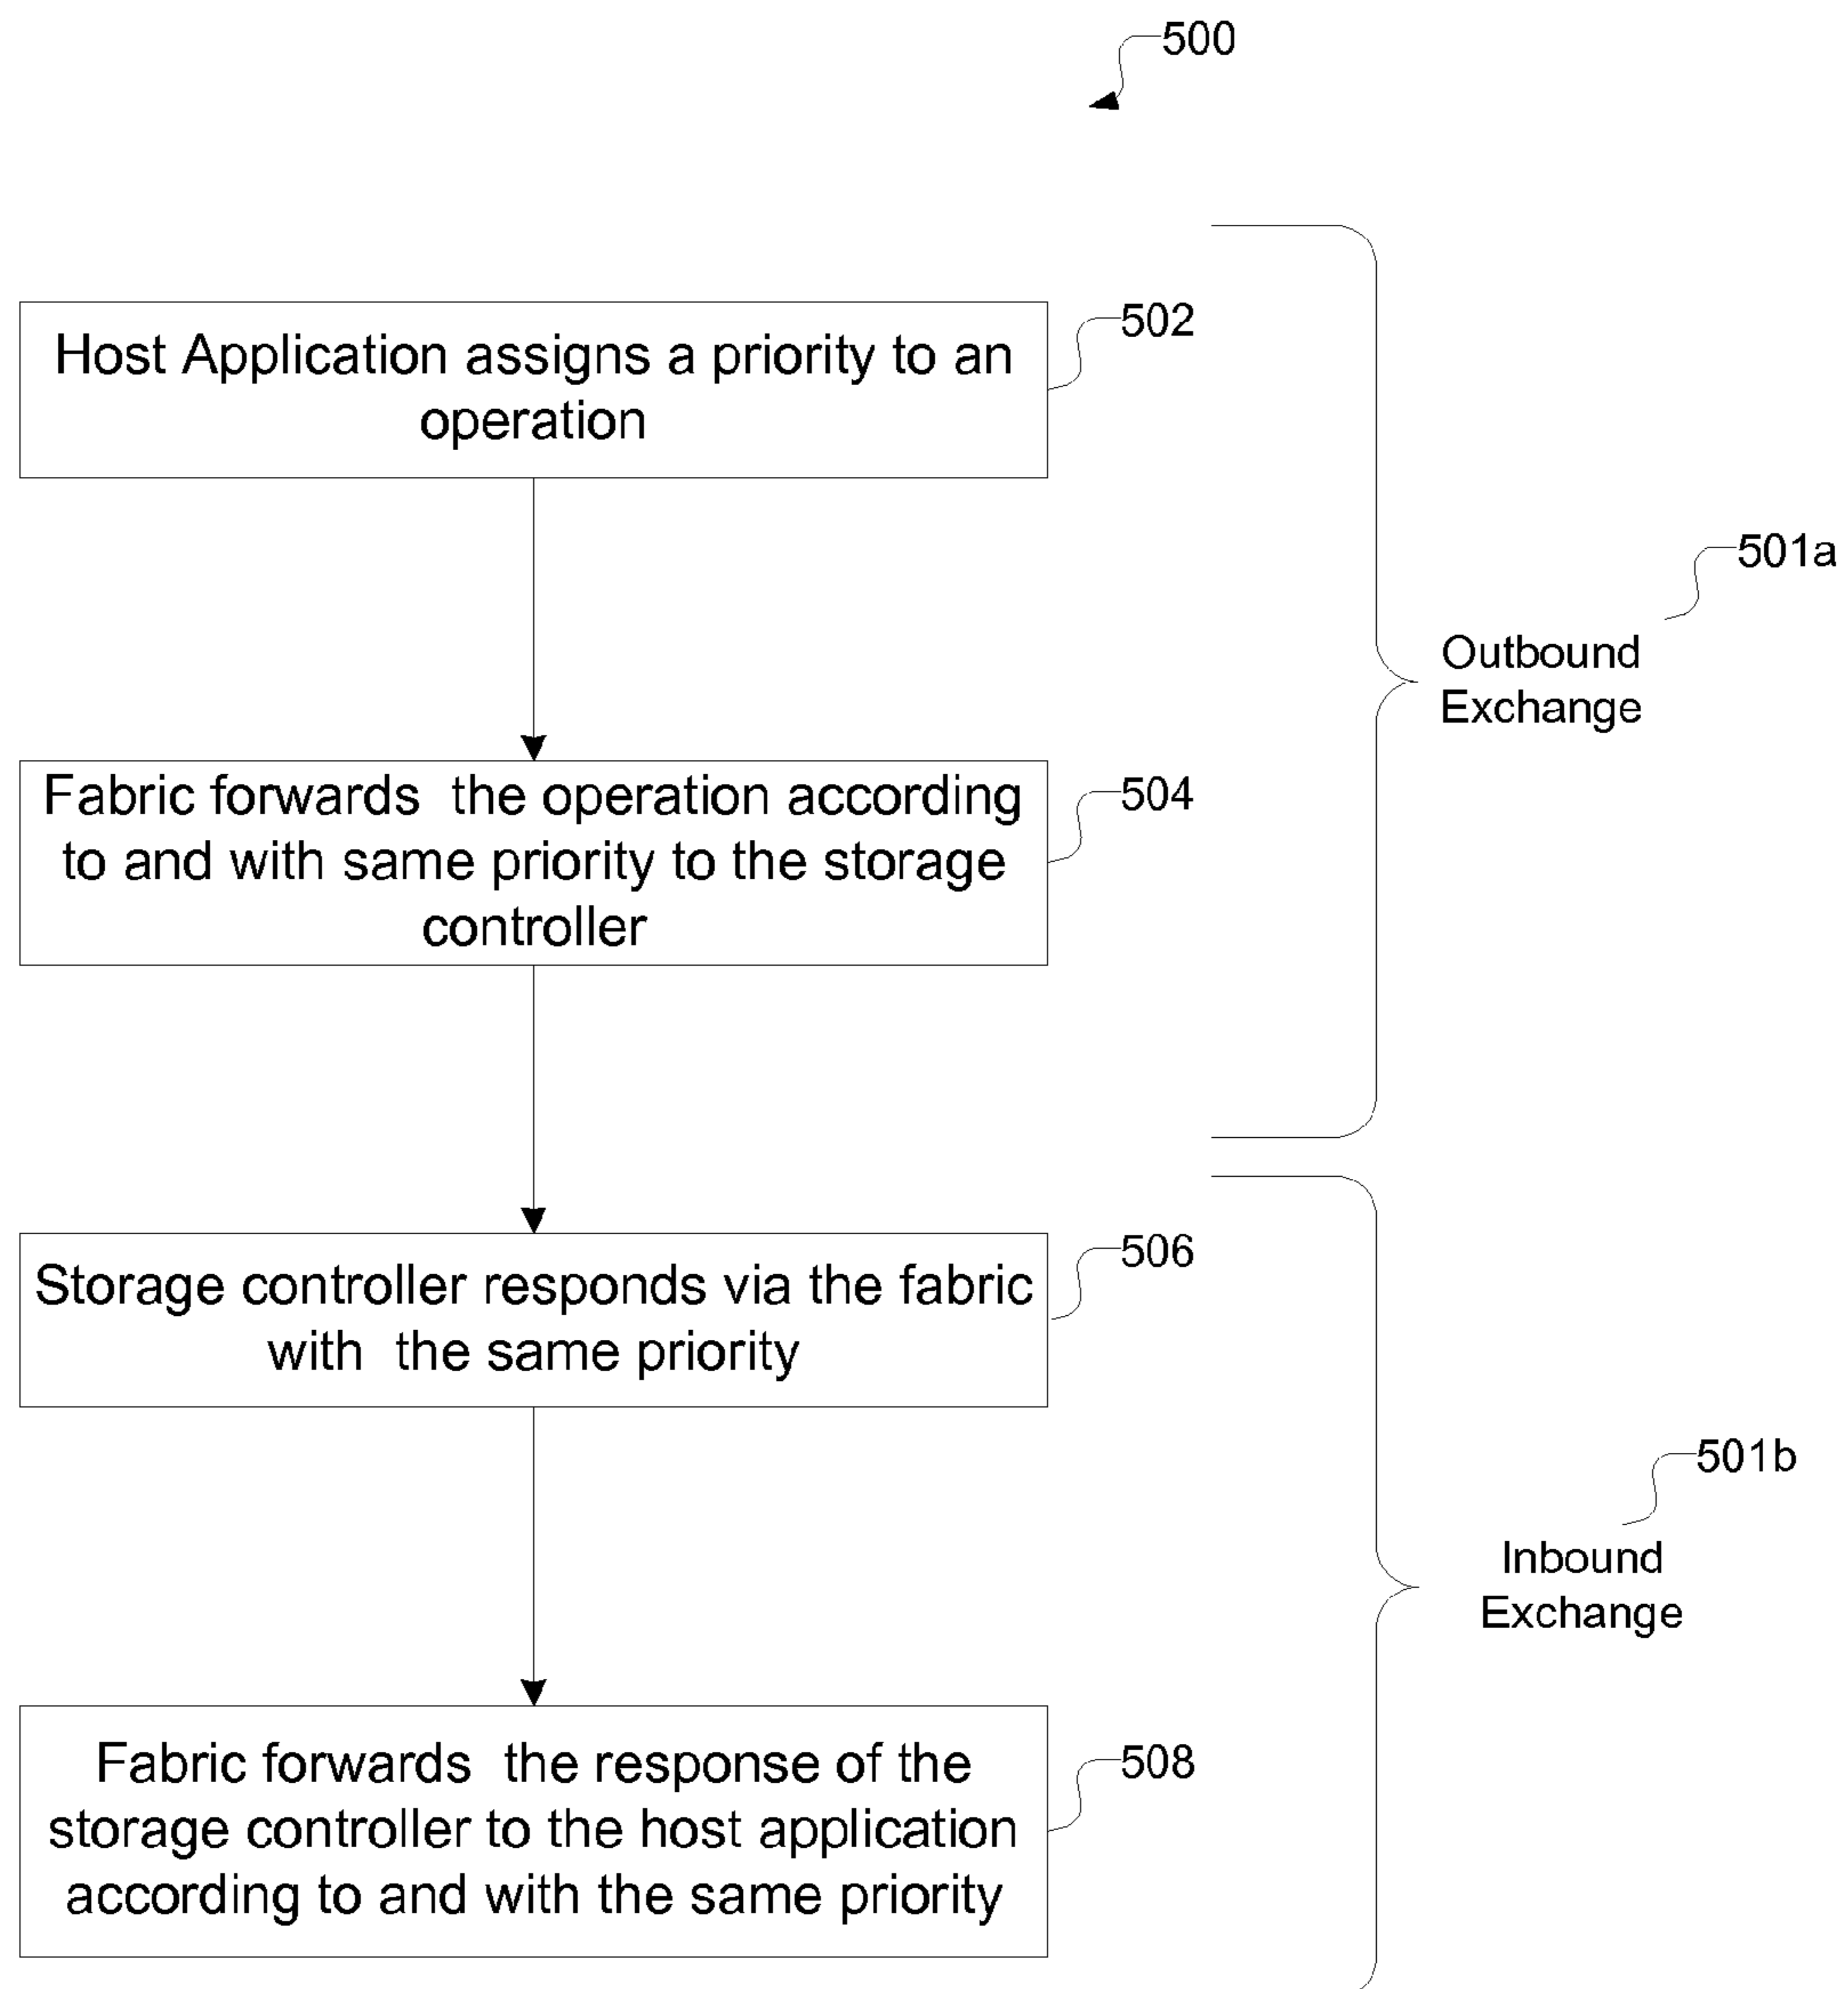 500
502
Host Application assigns a priority to an
operation
501a
Outbound
Exchange
504
Fabric forwards the operation according
to and with same priority to the storage
controller
506
Storage controller responds via the fabric
with the same priority
501b
Inbound
Exchange
508
Fabric forwards the response of the
storage controller to the host application
according to and with the same priority